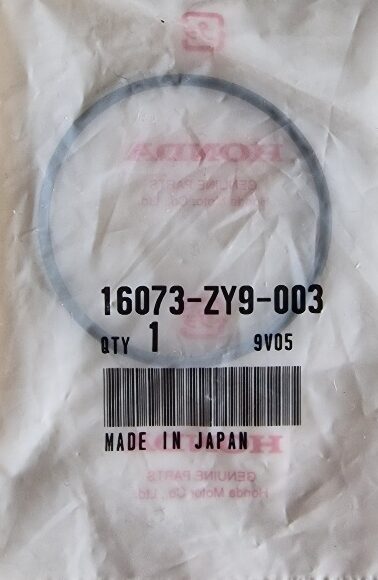 HONDA
GENUINE PARTS
Honda Motor Co., Ltd.
16073-ZY9-003
QTY 1 9V05
MADE IN JAPAN
HONDA
GENUINE PARTS
Honda Motor Co., Ltd.